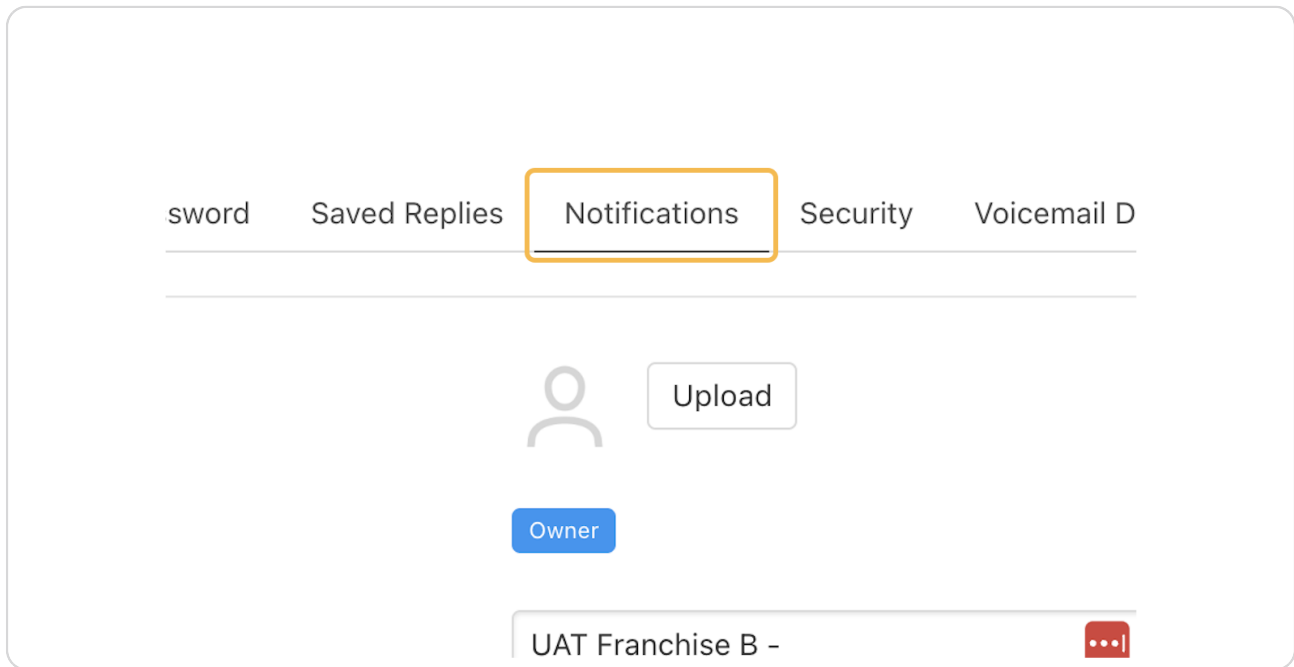 sword Saved Replies Notifications Security Voicemail D
Upload
Owner
UAT Franchise B -